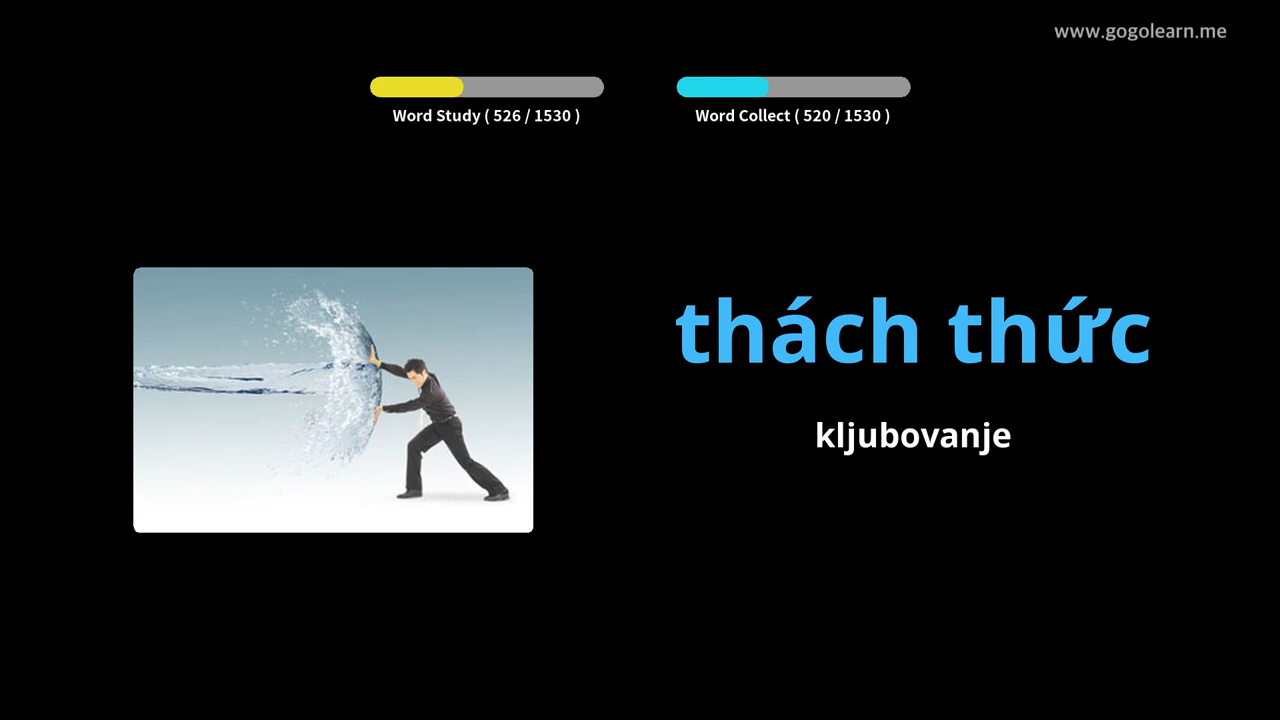 www.gogolearn.me
Word Study ( 526 / 1530 )
Word Collect ( 520 / 1530 )
thách thức
kljubovanje